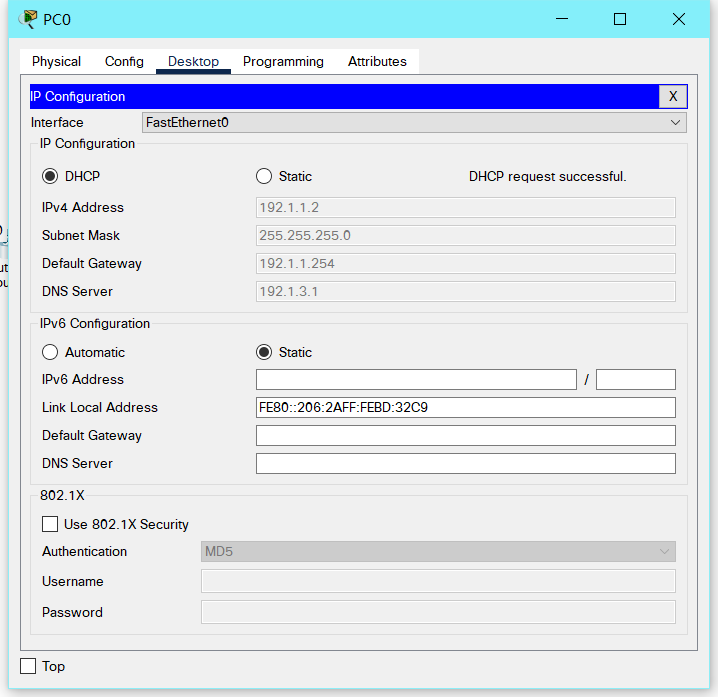 PC0
Physical Config Desktop Programming Attributes
IP Configuration X
Interface FastEthernet0
IP Configuration
DHCP Static DHCP request successful.
IPv4 Address 192.1.1.2
Subnet Mask 255.255.255.0
Default Gateway 192.1.1.254
DNS Server 192.1.3.1
IPv6 Configuration
Automatic Static
IPv6 Address /
Link Local Address FE80::206:2AFF:FEBD:32C9
Default Gateway
DNS Server
802.1X
Use 802.1X Security
Authentication MD5
Username
Password
Top